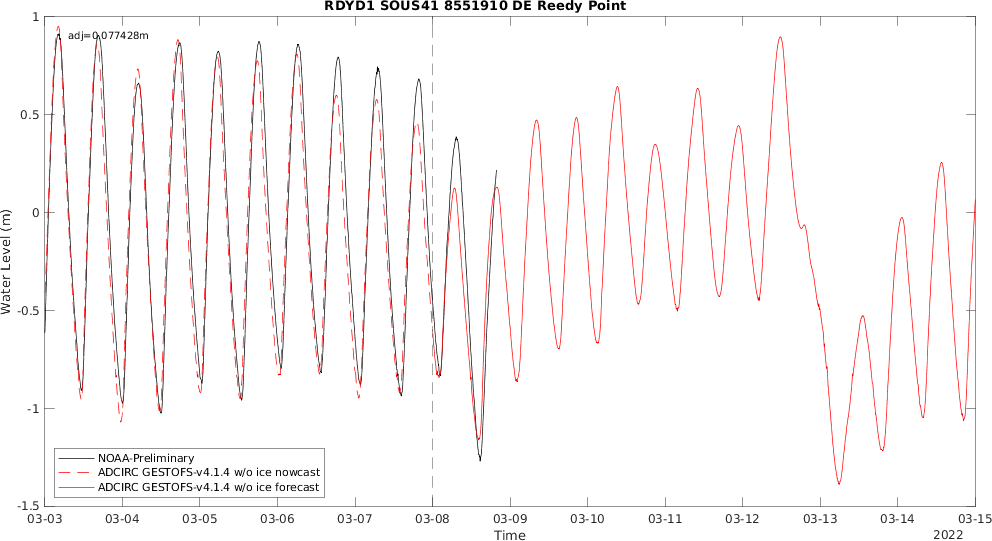 RDYD1 SOUS41 8551910 DE Reedy Point
adj=0.077428m
1
0.5
0
-0.5
-1
-1.5
Water Level (m)
NOAA-Preliminary
ADCIRC GESTOFS-v4.1.4 w/o ice nowcast
ADCIRC GESTOFS-v4.1.4 w/o ice forecast
03-03 03-04 03-05 03-06 03-07 03-08 03-09 03-10 03-11 03-12 03-13 03-14 03-15
Time
2022